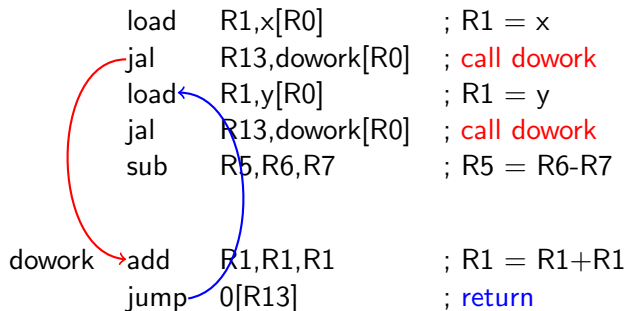 load R1,x[R0] ; R1 = x
jal R13,dowork[R0] ; call dowork
load R1,y[R0] ; R1 = y
jal R13,dowork[R0] ; call dowork
sub R5,R6,R7 ; R5 = R6-R7
dowork add R1,R1,R1 ; R1 = R1+R1
jump 0[R13] ; return